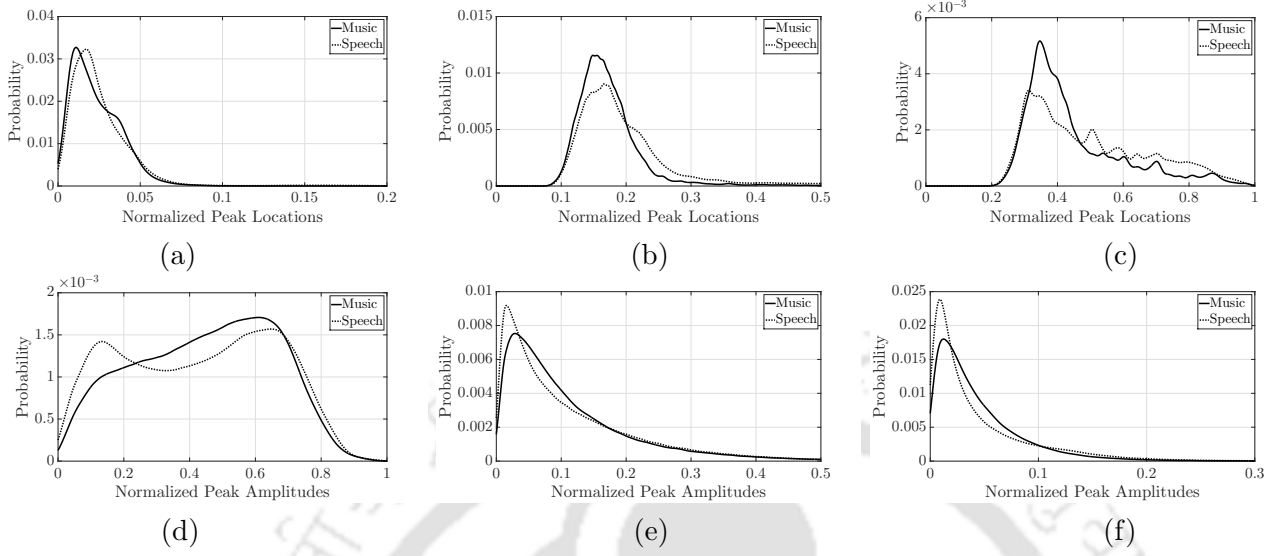 0.04
0.03
0.02
0.01
0
0
0.05
0.1
0.15
0.2
Probability
Normalized Peak Locations
Music
Speech
(a)
0.015
0.01
0.005
0
0
0.1
0.2
0.3
0.4
0.5
Probability
Normalized Peak Locations
Music
Speech
(b)
×10⁻³
6
4
2
0
0
0.2
0.4
0.6
0.8
1
Probability
Normalized Peak Locations
Music
Speech
(c)
×10⁻³
2
1.5
1
0.5
0
0
0.2
0.4
0.6
0.8
1
Probability
Normalized Peak Amplitudes
Music
Speech
(d)
0.01
0.008
0.006
0.004
0.002
0
0
0.1
0.2
0.3
0.4
0.5
Probability
Normalized Peak Amplitudes
Music
Speech
(e)
0.025
0.02
0.015
0.01
0.005
0
0
0.1
0.2
0.3
Probability
Normalized Peak Amplitudes
Music
Speech
(f)